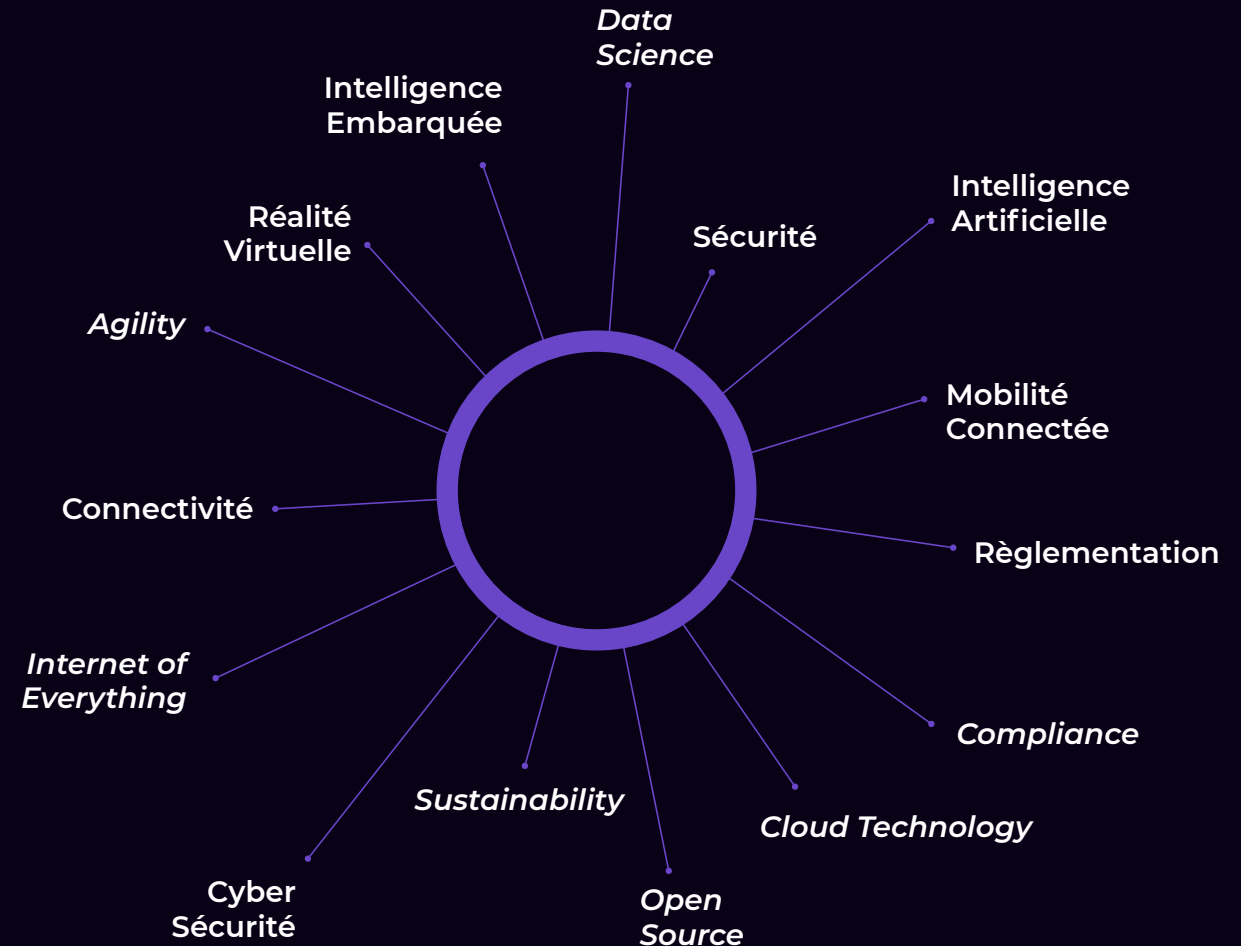 Data
Science
Intelligence
Embarquée
Intelligence
Artificielle
Réalité
Virtuelle
Sécurité
Agility
Mobilité
Connectée
Connectivité
Règlementation
Internet of
Everything
Compliance
Sustainability
Cloud Technology
Cyber
Sécurité
Open
Source